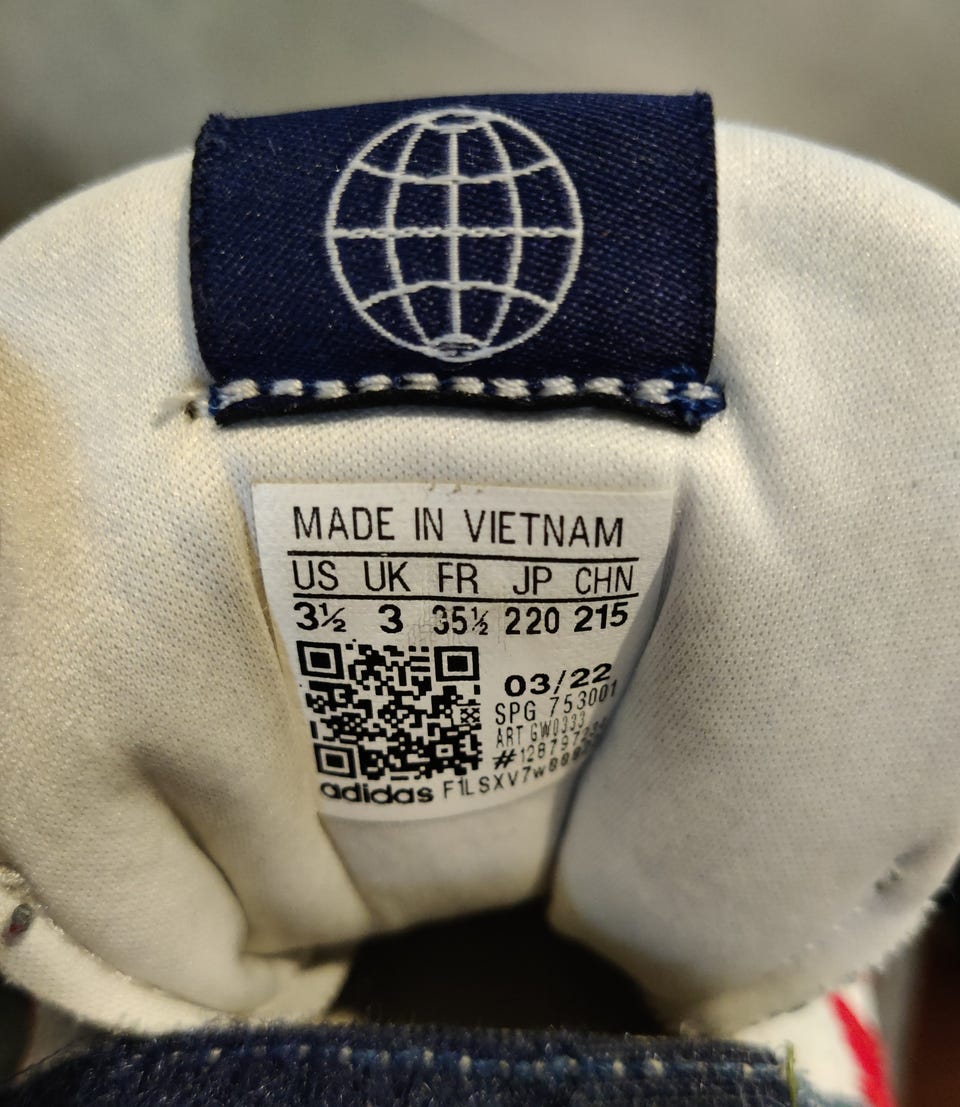 MADE IN VIETNAM
US UK FR JP CHN
3½ 3 35½ 220 215
03/22
SPG 753001
ART GW0333
adidas